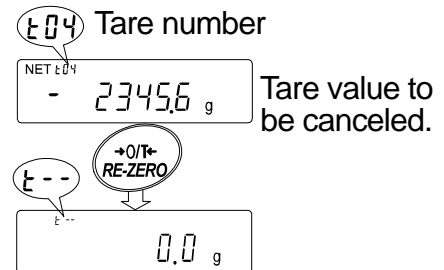 t04 Tare number
NET t04
- 2345.6 g
Tare value to
be canceled.
→0/T←
RE-ZERO
t--
t--
0.0 g